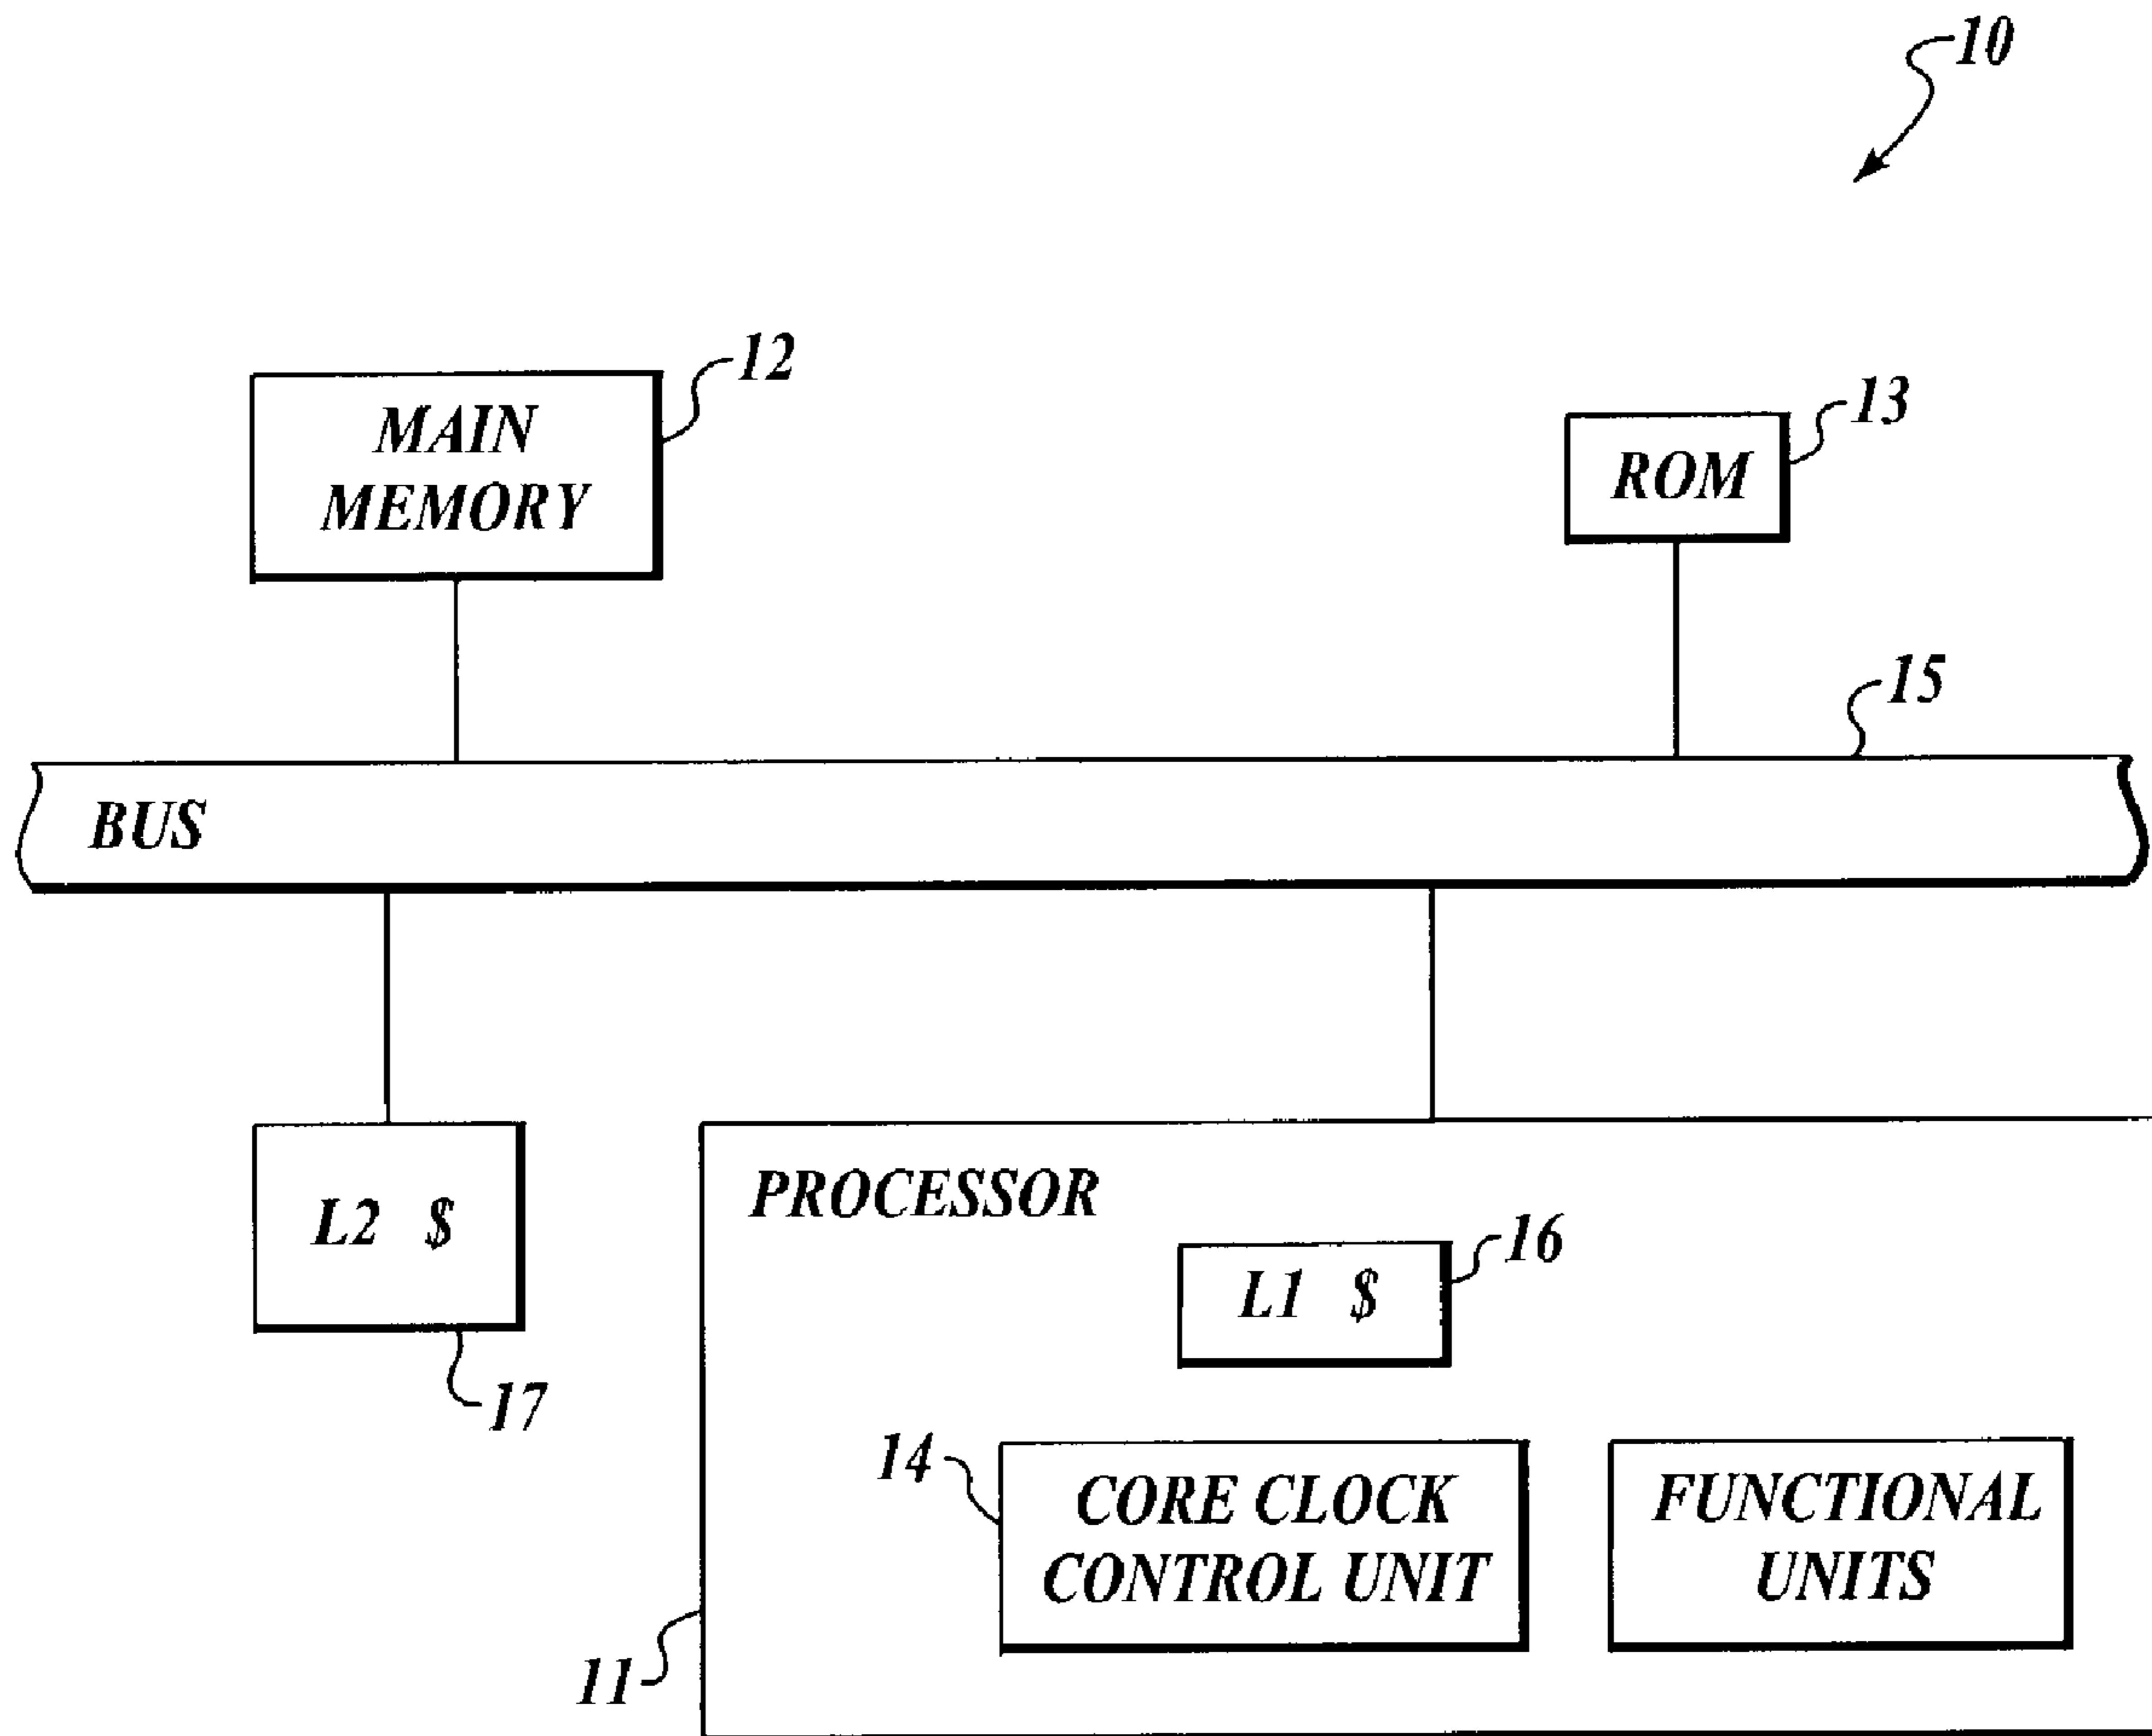 10
12
MAIN
MEMORY
13
ROM
15
BUS
L2 $
17
PROCESSOR
16
L1 $
14
CORE CLOCK
CONTROL UNIT
FUNCTIONAL
UNITS
11